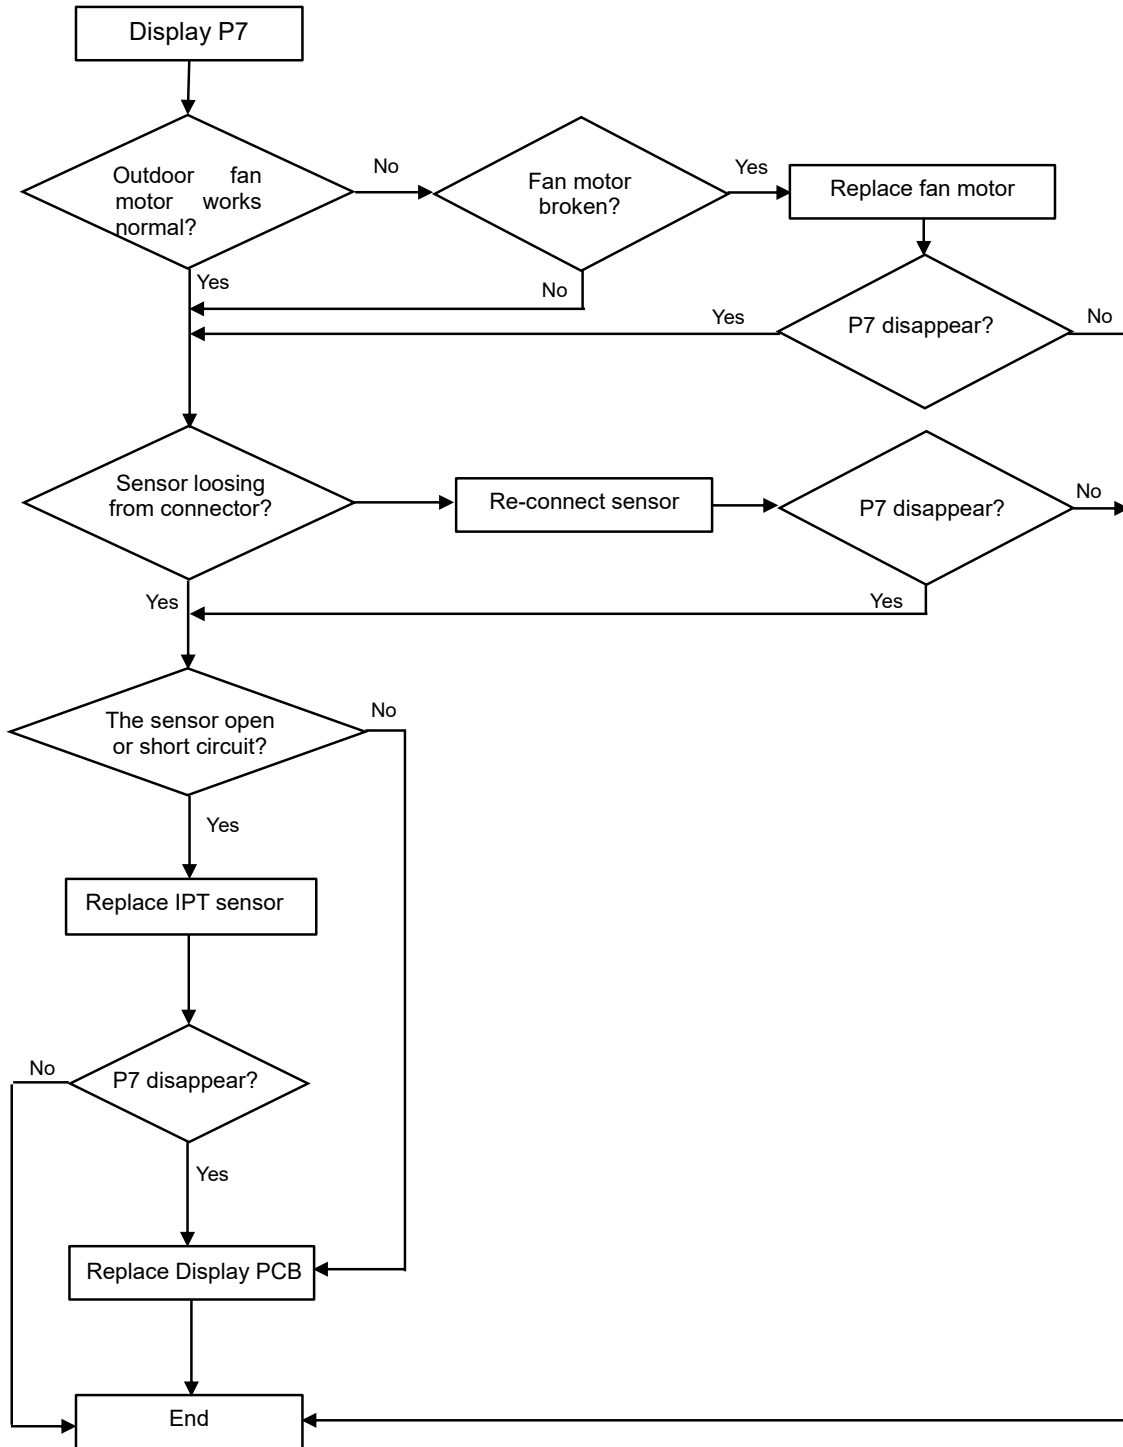 Display P7
Outdoor fan
motor works
normal?
No
Fan motor
broken?
Yes
Replace fan motor
Yes
No
Yes
P7 disappear?
No
Sensor loosing
from connector?
Re-connect sensor
P7 disappear?
No
Yes
Yes
The sensor open
or short circuit?
No
Yes
Replace IPT sensor
No
P7 disappear?
Yes
Replace Display PCB
End